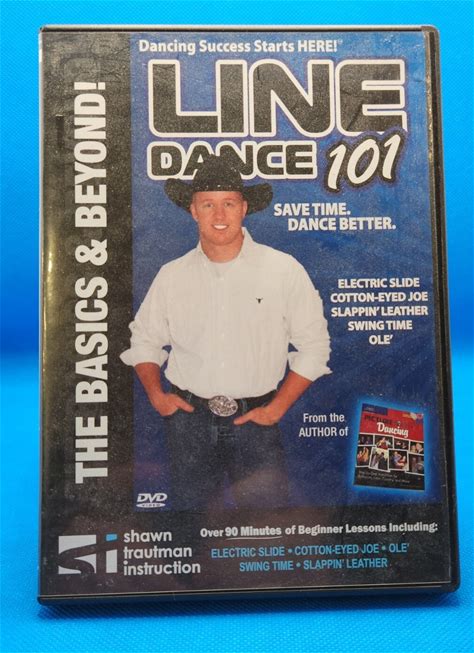 Dancing Success Starts HERE!
LINE
DANCE 101
THE BASICS & BEYOND!
SAVE TIME.
DANCE BETTER.
ELECTRIC SLIDE
COTTON-EYED JOE
SLAPPIN' LEATHER
SWING TIME
OLE'
From the
AUTHOR of
Dancing
DVD
VIDEO
shawn
trautman
instruction
Over 90 Minutes of Beginner Lessons Including:
ELECTRIC SLIDE • COTTON-EYED JOE • OLE'
SWING TIME • SLAPPIN' LEATHER